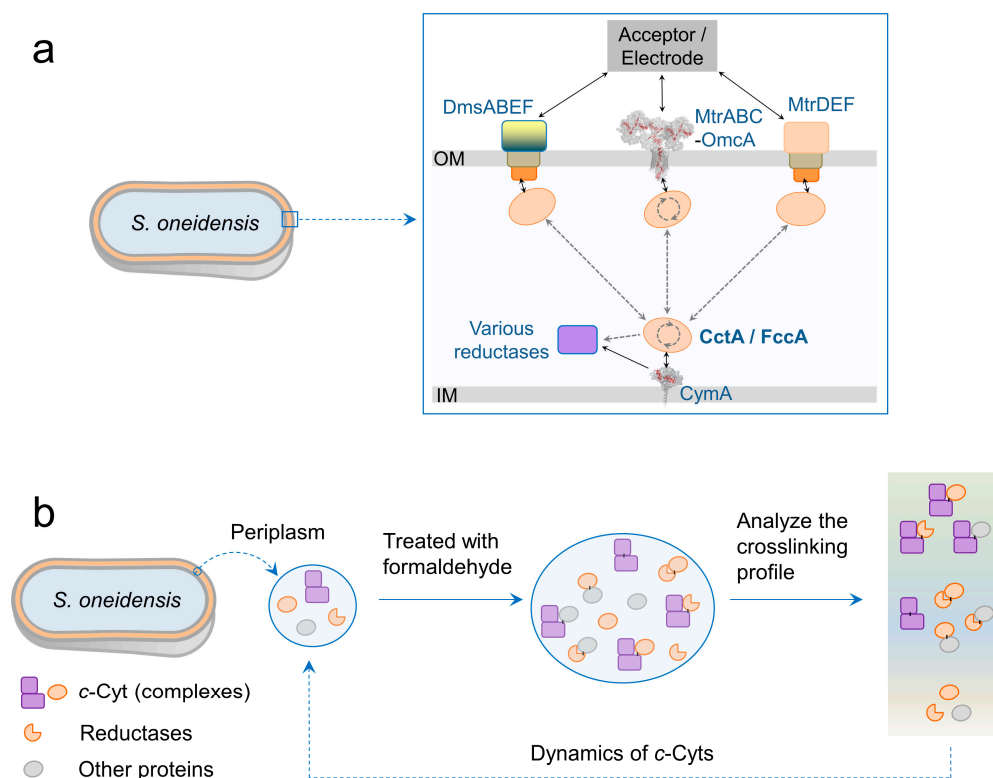 a
Acceptor /
Electrode
DmsABEF
MtrABC
-OmcA
MtrDEF
OM
S. oneidensis
Various
reductases
CctA / FccA
CymA
IM
b
Periplasm
Treated with
formaldehyde
Analyze the
crosslinking
profile
S. oneidensis
c-Cyt (complexes)
Reductases
Other proteins
Dynamics of c-Cyts